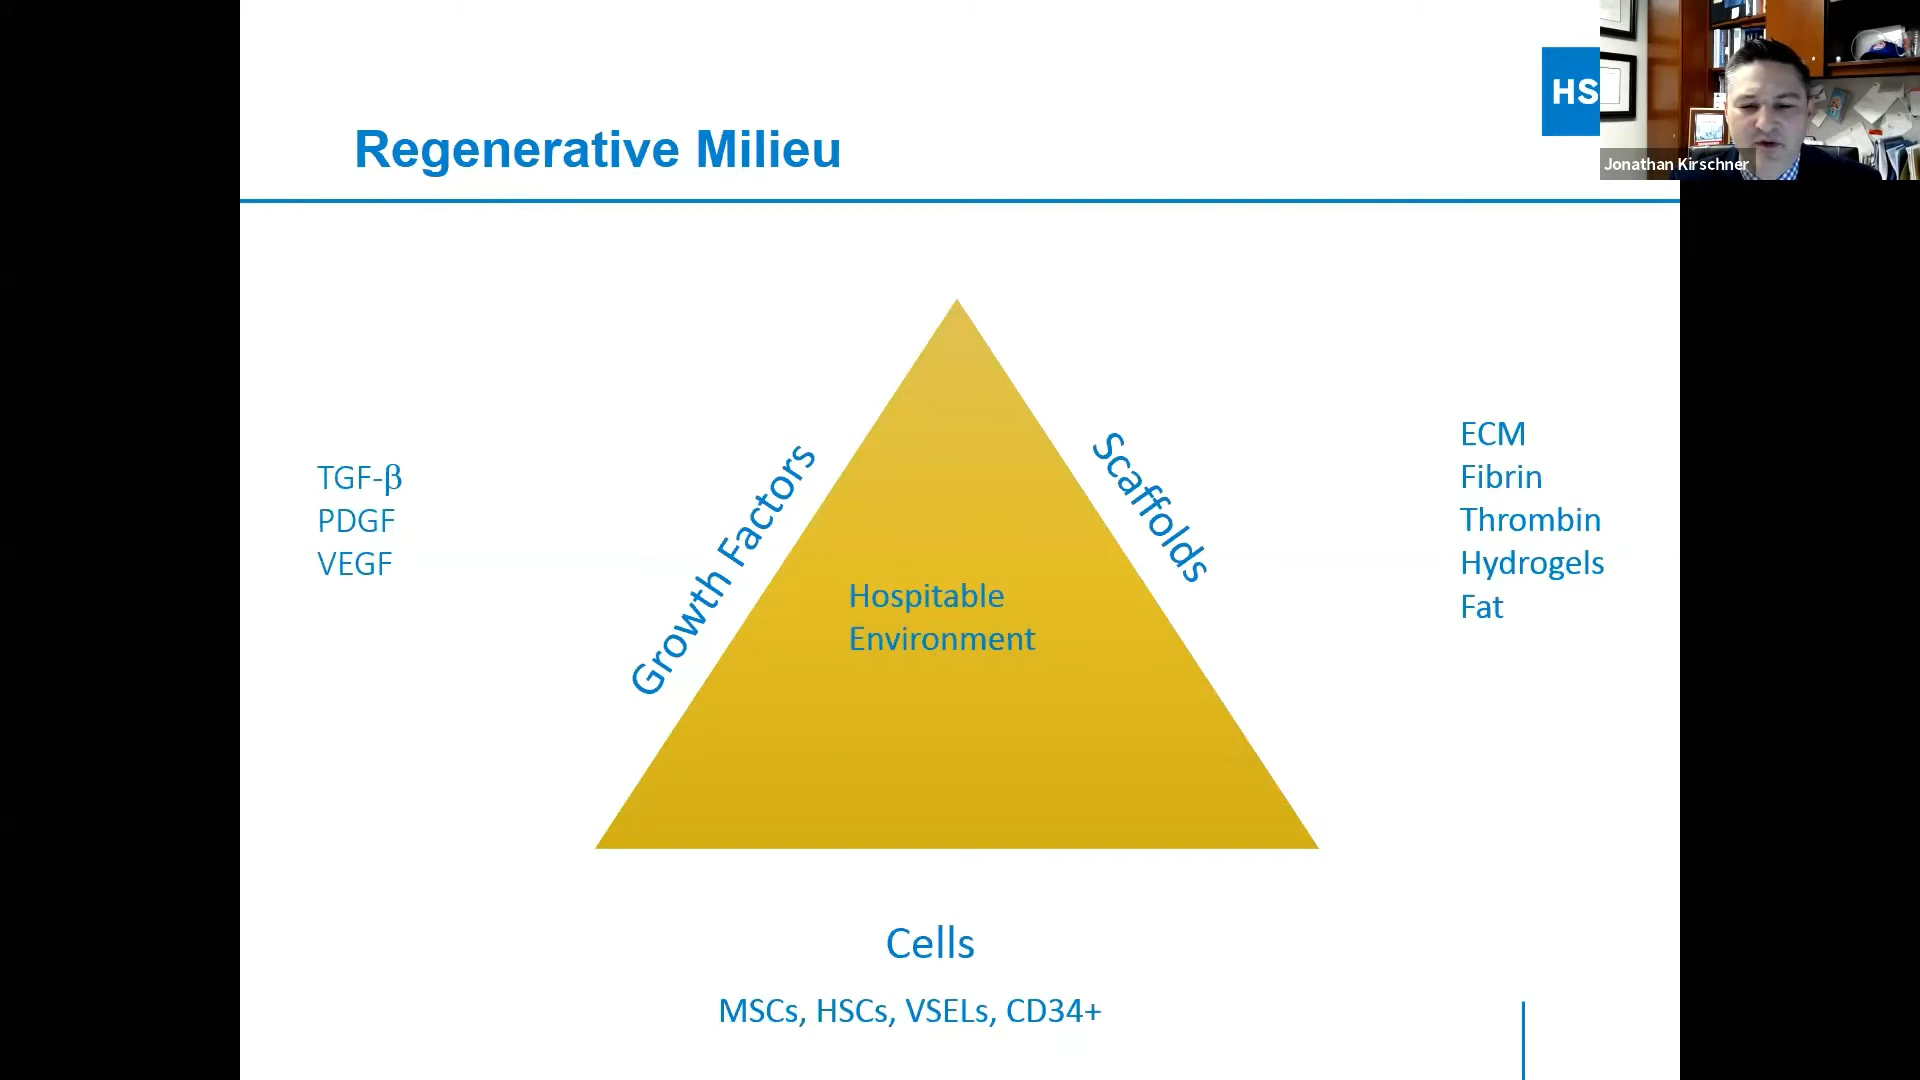 HS
Jonathan Kirschner
Regenerative Milieu
TGF-β
PDGF
VEGF
Growth Factors
Scaffolds
ECM
Fibrin
Thrombin
Hydrogels
Fat
Hospitable
Environment
Cells
MSCs, HSCs, VSELs, CD34+